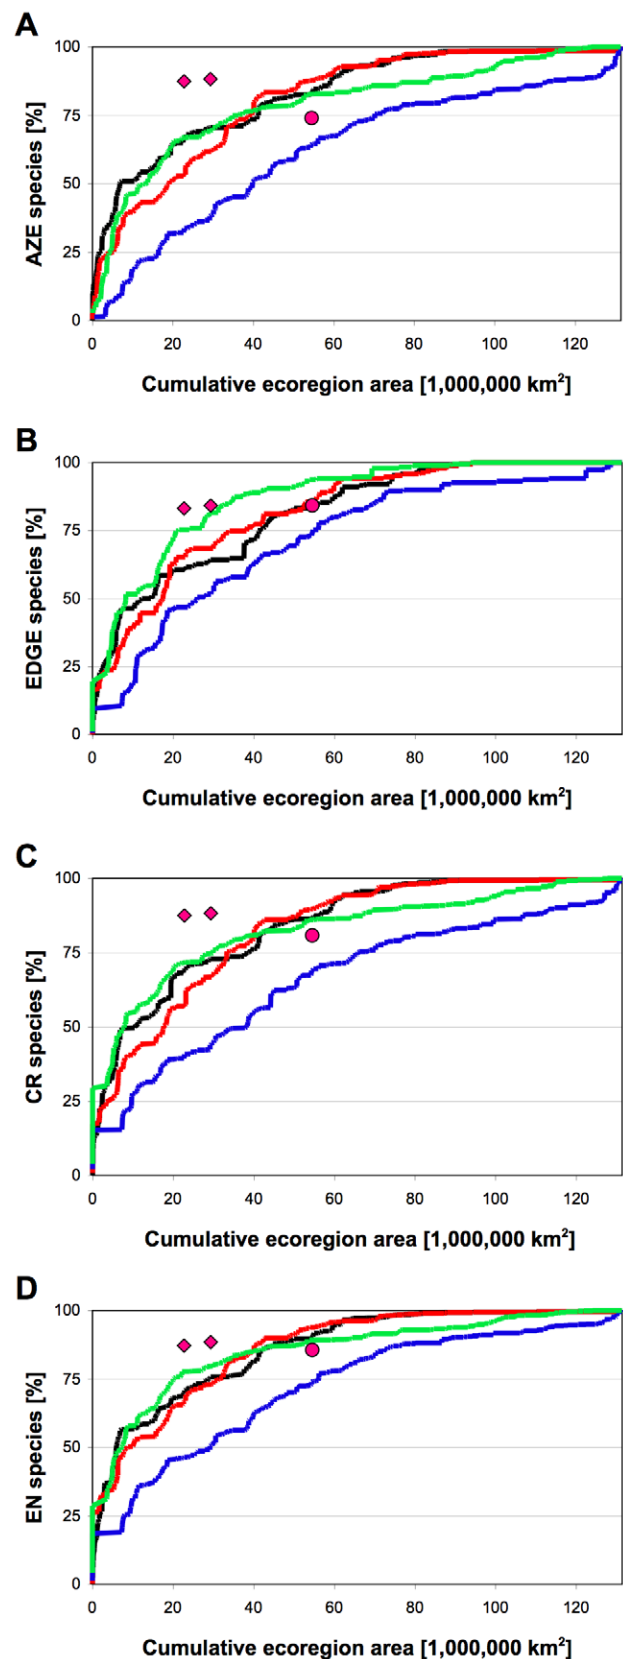 A
AZE species [%]
100
75
50
25
0
0 20 40 60 80 100 120
Cumulative ecoregion area [1,000,000 km²]
B
EDGE species [%]
100
75
50
25
0
0 20 40 60 80 100 120
Cumulative ecoregion area [1,000,000 km²]
C
CR species [%]
100
75
50
25
0
0 20 40 60 80 100 120
Cumulative ecoregion area [1,000,000 km²]
D
EN species [%]
100
75
50
25
0
0 20 40 60 80 100 120
Cumulative ecoregion area [1,000,000 km²]